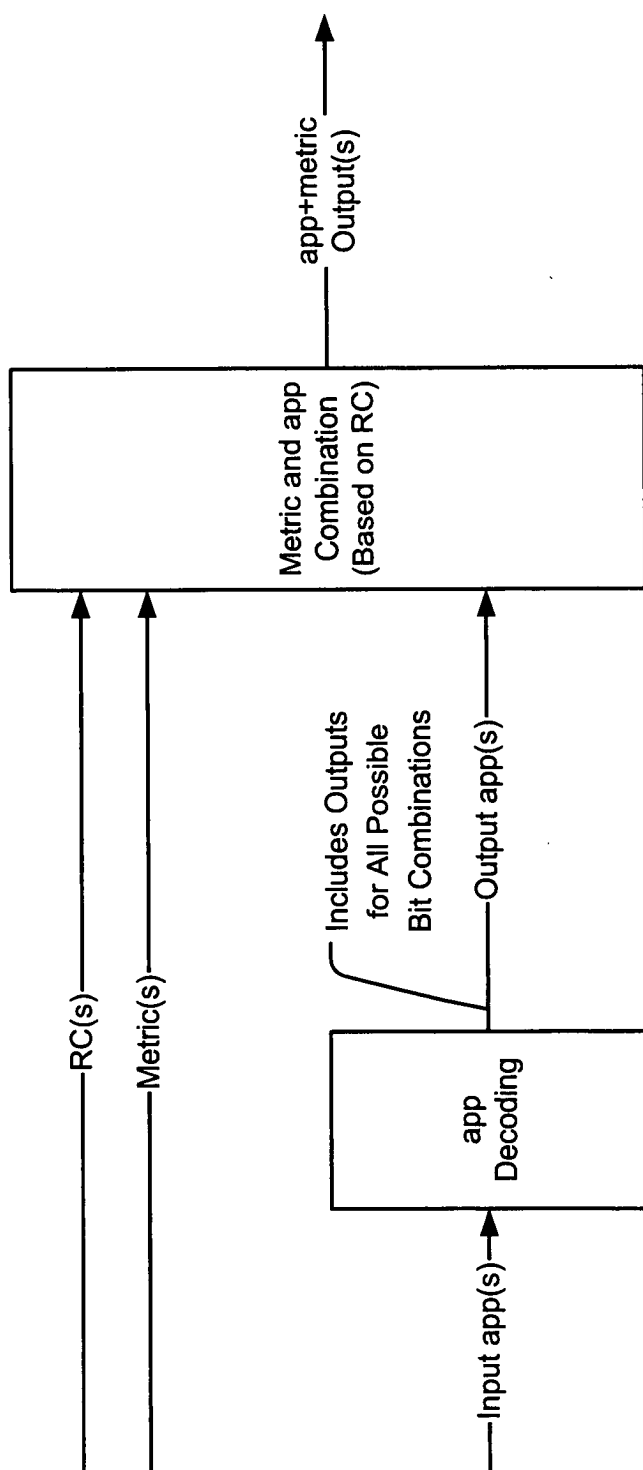 RC(s)
Metric(s)
Input app(s)
app
Decoding
Includes Outputs
for All Possible
Bit Combinations
Output app(s)
Metric and app
Combination
(Based on RC)
app+metric
Output(s)